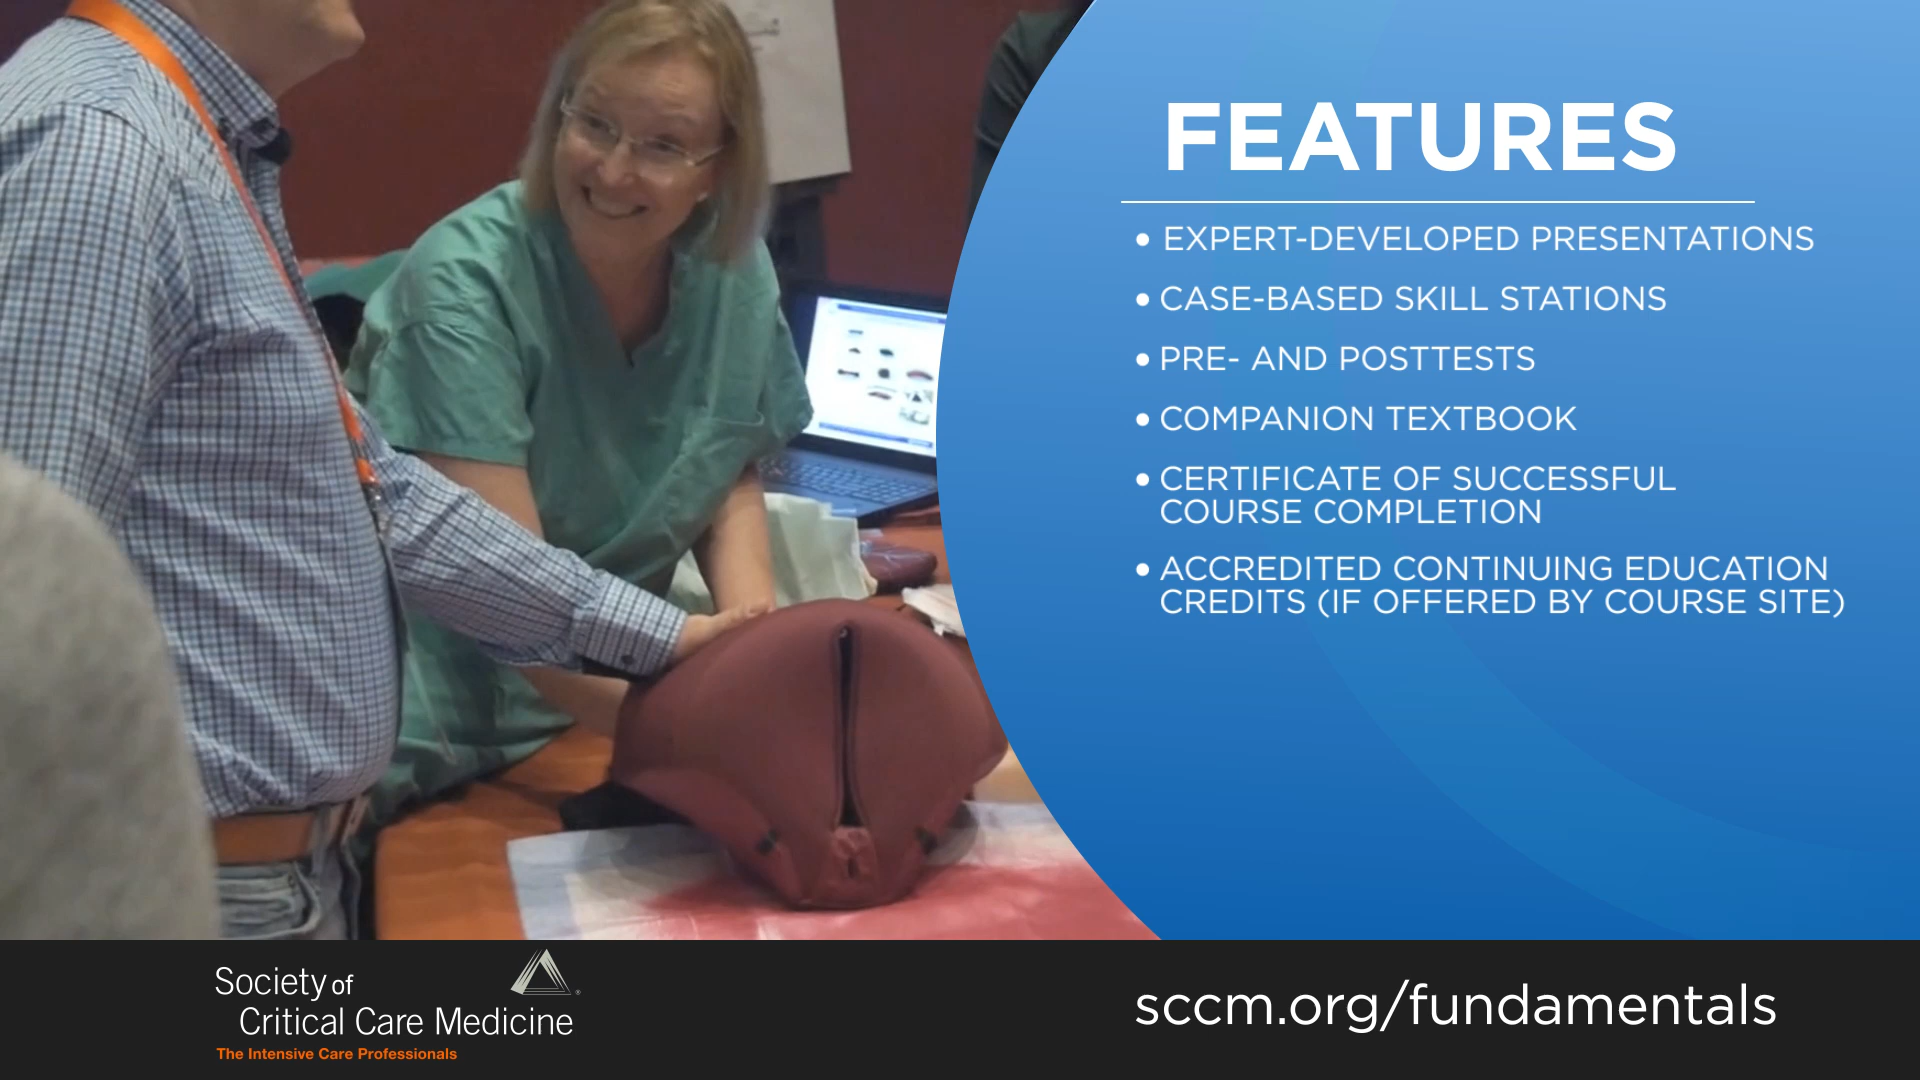 FEATURES
• EXPERT-DEVELOPED PRESENTATIONS
• CASE-BASED SKILL STATIONS
• PRE- AND POSTTESTS
• COMPANION TEXTBOOK
• CERTIFICATE OF SUCCESSFUL
COURSE COMPLETION
• ACCREDITED CONTINUING EDUCATION
CREDITS (IF OFFERED BY COURSE SITE)
Society of
Critical Care Medicine
The Intensive Care Professionals
sccm.org/fundamentals